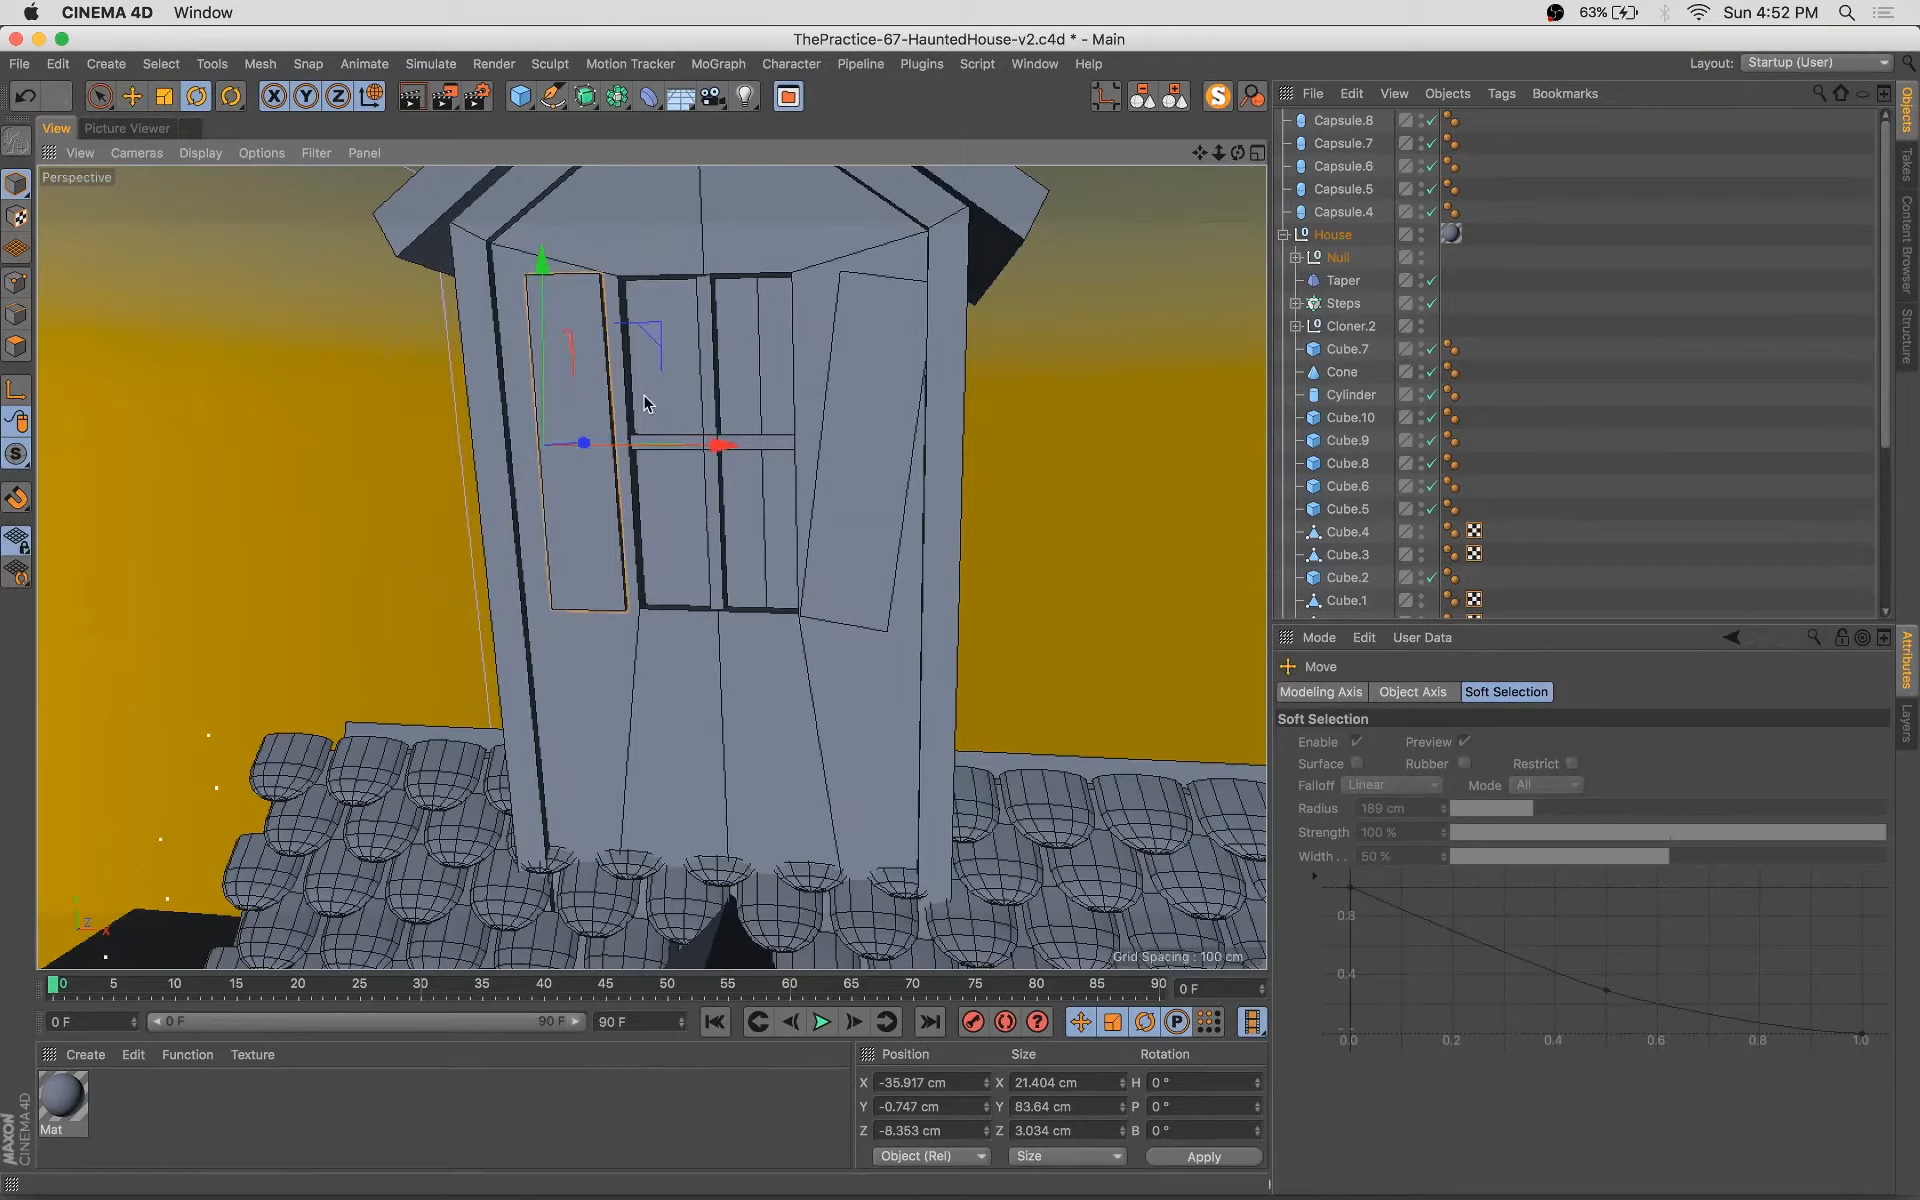 CINEMA 4D Window 63% Sun 4:52 PM
ThePractice-67-HauntedHouse-v2.c4d * - Main
File Edit Create Select Tools Mesh Snap Animate Simulate Render Sculpt Motion Tracker MoGraph Character Pipeline Plugins Script Window Help Layout: Startup (User)
X Y Z S
File Edit View Objects Tags Bookmarks
View Picture Viewer
View Cameras Display Options Filter Panel
Perspective
Capsule.8
Capsule.7
Capsule.6
Capsule.5
Capsule.4
House
Null
Taper
Steps
Cloner.2
Cube.7
Cone
Cylinder
Cube.10
Cube.9
Cube.8
Cube.6
Cube.5
Cube.4
Cube.3
Cube.2
Cube.1
Objects
Takes
Content Browser
Structure
S
Mode Edit User Data
Move
Modeling Axis Object Axis Soft Selection
Soft Selection
Enable Preview
Surface Rubber Restrict
Falloff Linear Mode All
Radius 189 cm
Strength 100 %
Width . . 50 %
0.8
0.4
0.0 0.2 0.4 0.6 0.8 1.0
Attributes
Layers
Z X
Grid Spacing : 100 cm
0 5 10 15 20 25 30 35 40 45 50 55 60 65 70 75 80 85 90 0 F
0 F 0 F 90 F 90 F ? P
Create Edit Function Texture
Mat
Position Size Rotation
X -35.917 cm X 21.404 cm H 0 °
Y -0.747 cm Y 83.64 cm P 0 °
Z -8.353 cm Z 3.034 cm B 0 °
Object (Rel) Size Apply
MAXON
CINEMA 4D